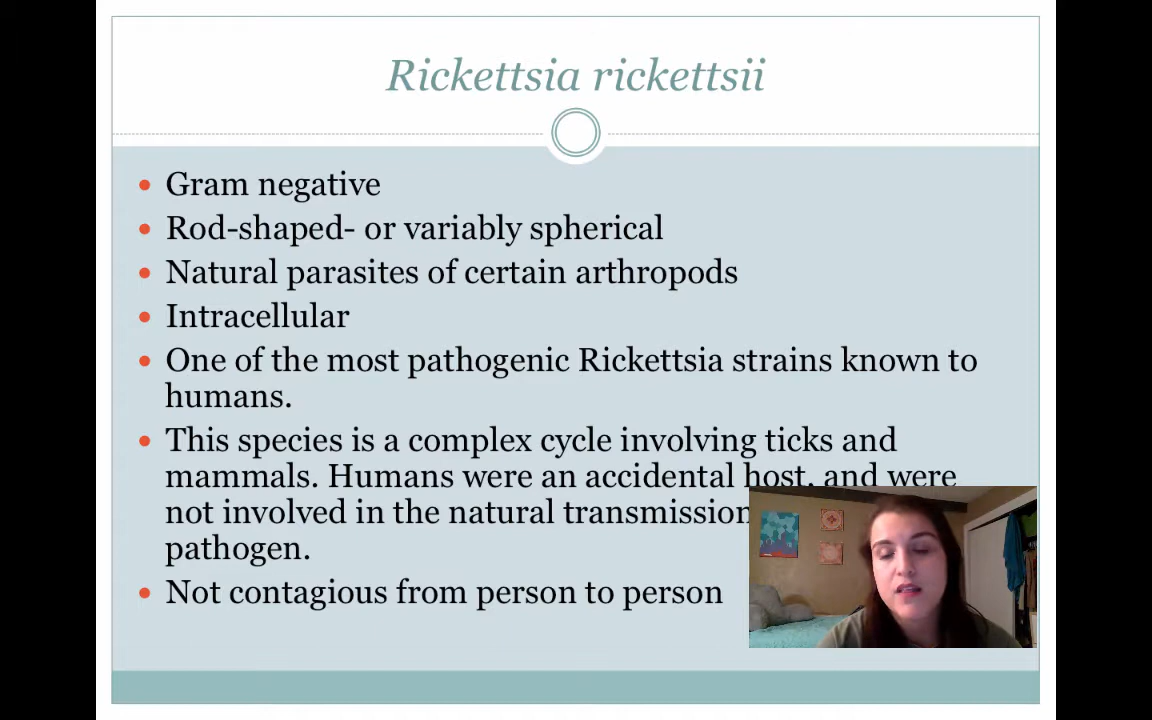 Rickettsia rickettsii
Gram negative
Rod-shaped- or variably spherical
Natural parasites of certain arthropods
Intracellular
One of the most pathogenic Rickettsia strains known to
humans.
This species is a complex cycle involving ticks and
mammals. Humans were an accidental host, and were
not involved in the natural transmission
pathogen.
Not contagious from person to person